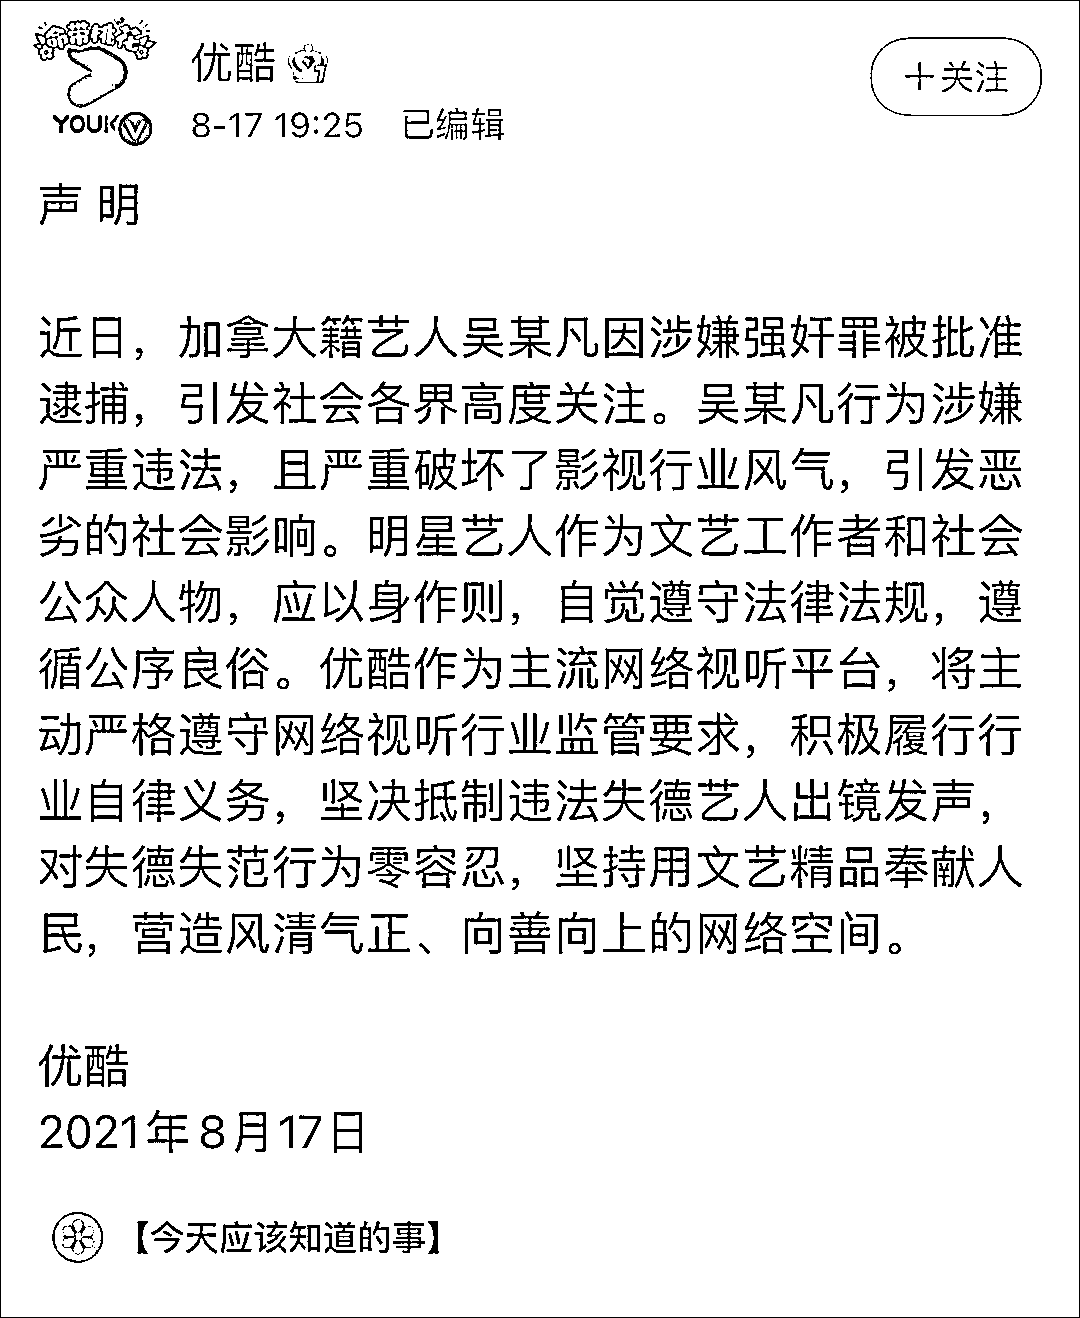 命带桃花
YOUK
优酷
8-17 19:25 已编辑
+关注
声 明
近日，加拿大籍艺人吴某凡因涉嫌强奸罪被批准
逮捕，引发社会各界高度关注。吴某凡行为涉嫌
严重违法，且严重破坏了影视行业风气，引发恶
劣的社会影响。明星艺人作为文艺工作者和社会
公众人物，应以身作则，自觉遵守法律法规，遵
循公序良俗。优酷作为主流网络视听平台，将主
动严格遵守网络视听行业监管要求，积极履行行
业自律义务，坚决抵制违法失德艺人出镜发声，
对失德失范行为零容忍，坚持用文艺精品奉献人
民，营造风清气正、向善向上的网络空间。
优酷
2021年8月17日
【今天应该知道的事】